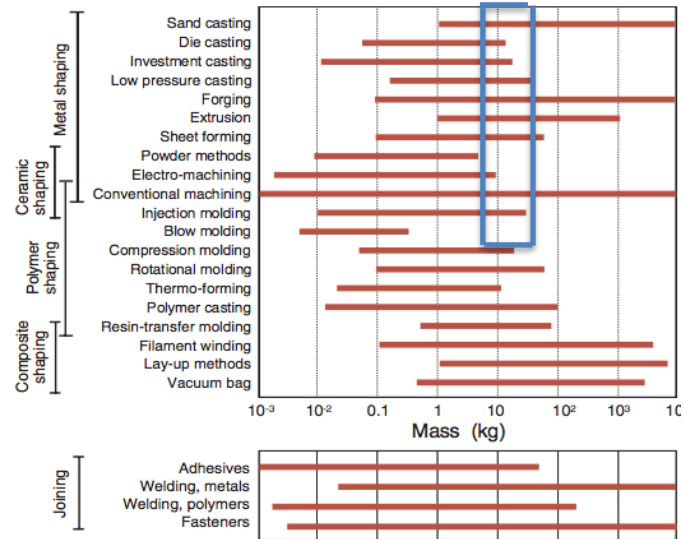 Metal shaping
Ceramic
shaping
Polymer
shaping
Composite
shaping
Sand casting
Die casting
Investment casting
Low pressure casting
Forging
Extrusion
Sheet forming
Powder methods
Electro-machining
Conventional machining
Injection molding
Blow molding
Compression molding
Rotational molding
Thermo-forming
Polymer casting
Resin-transfer molding
Filament winding
Lay-up methods
Vacuum bag
10⁻³ 10⁻² 0.1 1 10 10² 10³ 10
Mass (kg)
Joining
Adhesives
Welding, metals
Welding, polymers
Fasteners